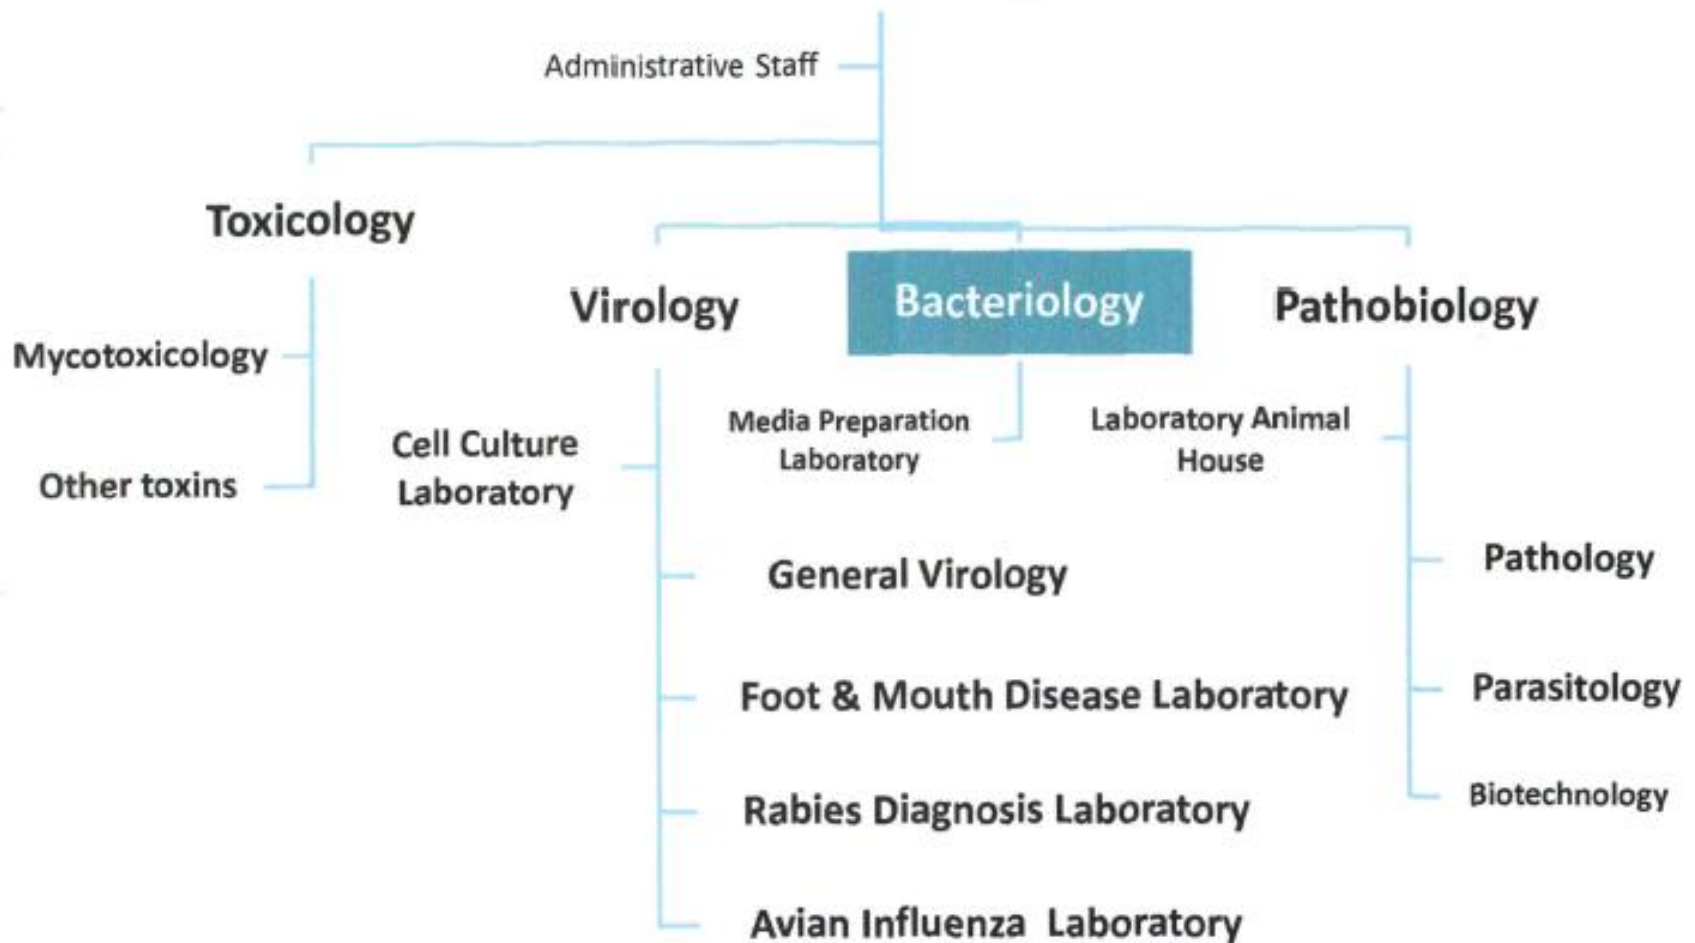 Administrative Staff
Toxicology
Virology
Bacteriology
Pathobiology
Mycotoxicology
Other toxins
Cell Culture
Laboratory
Media Preparation
Laboratory
Laboratory Animal
House
General Virology
Foot & Mouth Disease Laboratory
Rabies Diagnosis Laboratory
Avian Influenza Laboratory
Pathology
Parasitology
Biotechnology